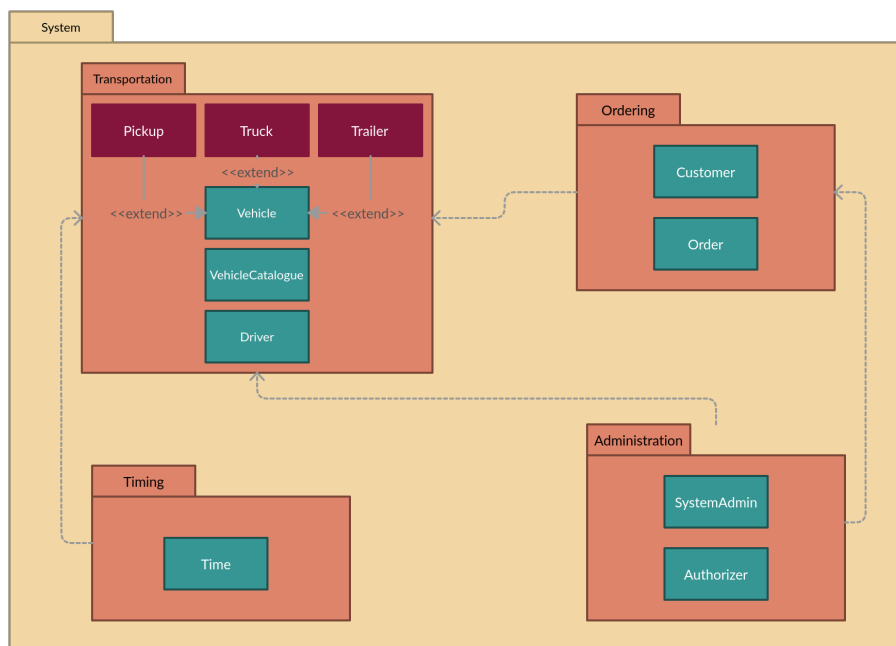 System
Transportation
Pickup
Truck
Trailer
<<extend>>
<<extend>>
Vehicle
<<extend>>
VehicleCatalogue
Driver
Ordering
Customer
Order
Timing
Time
Administration
SystemAdmin
Authorizer